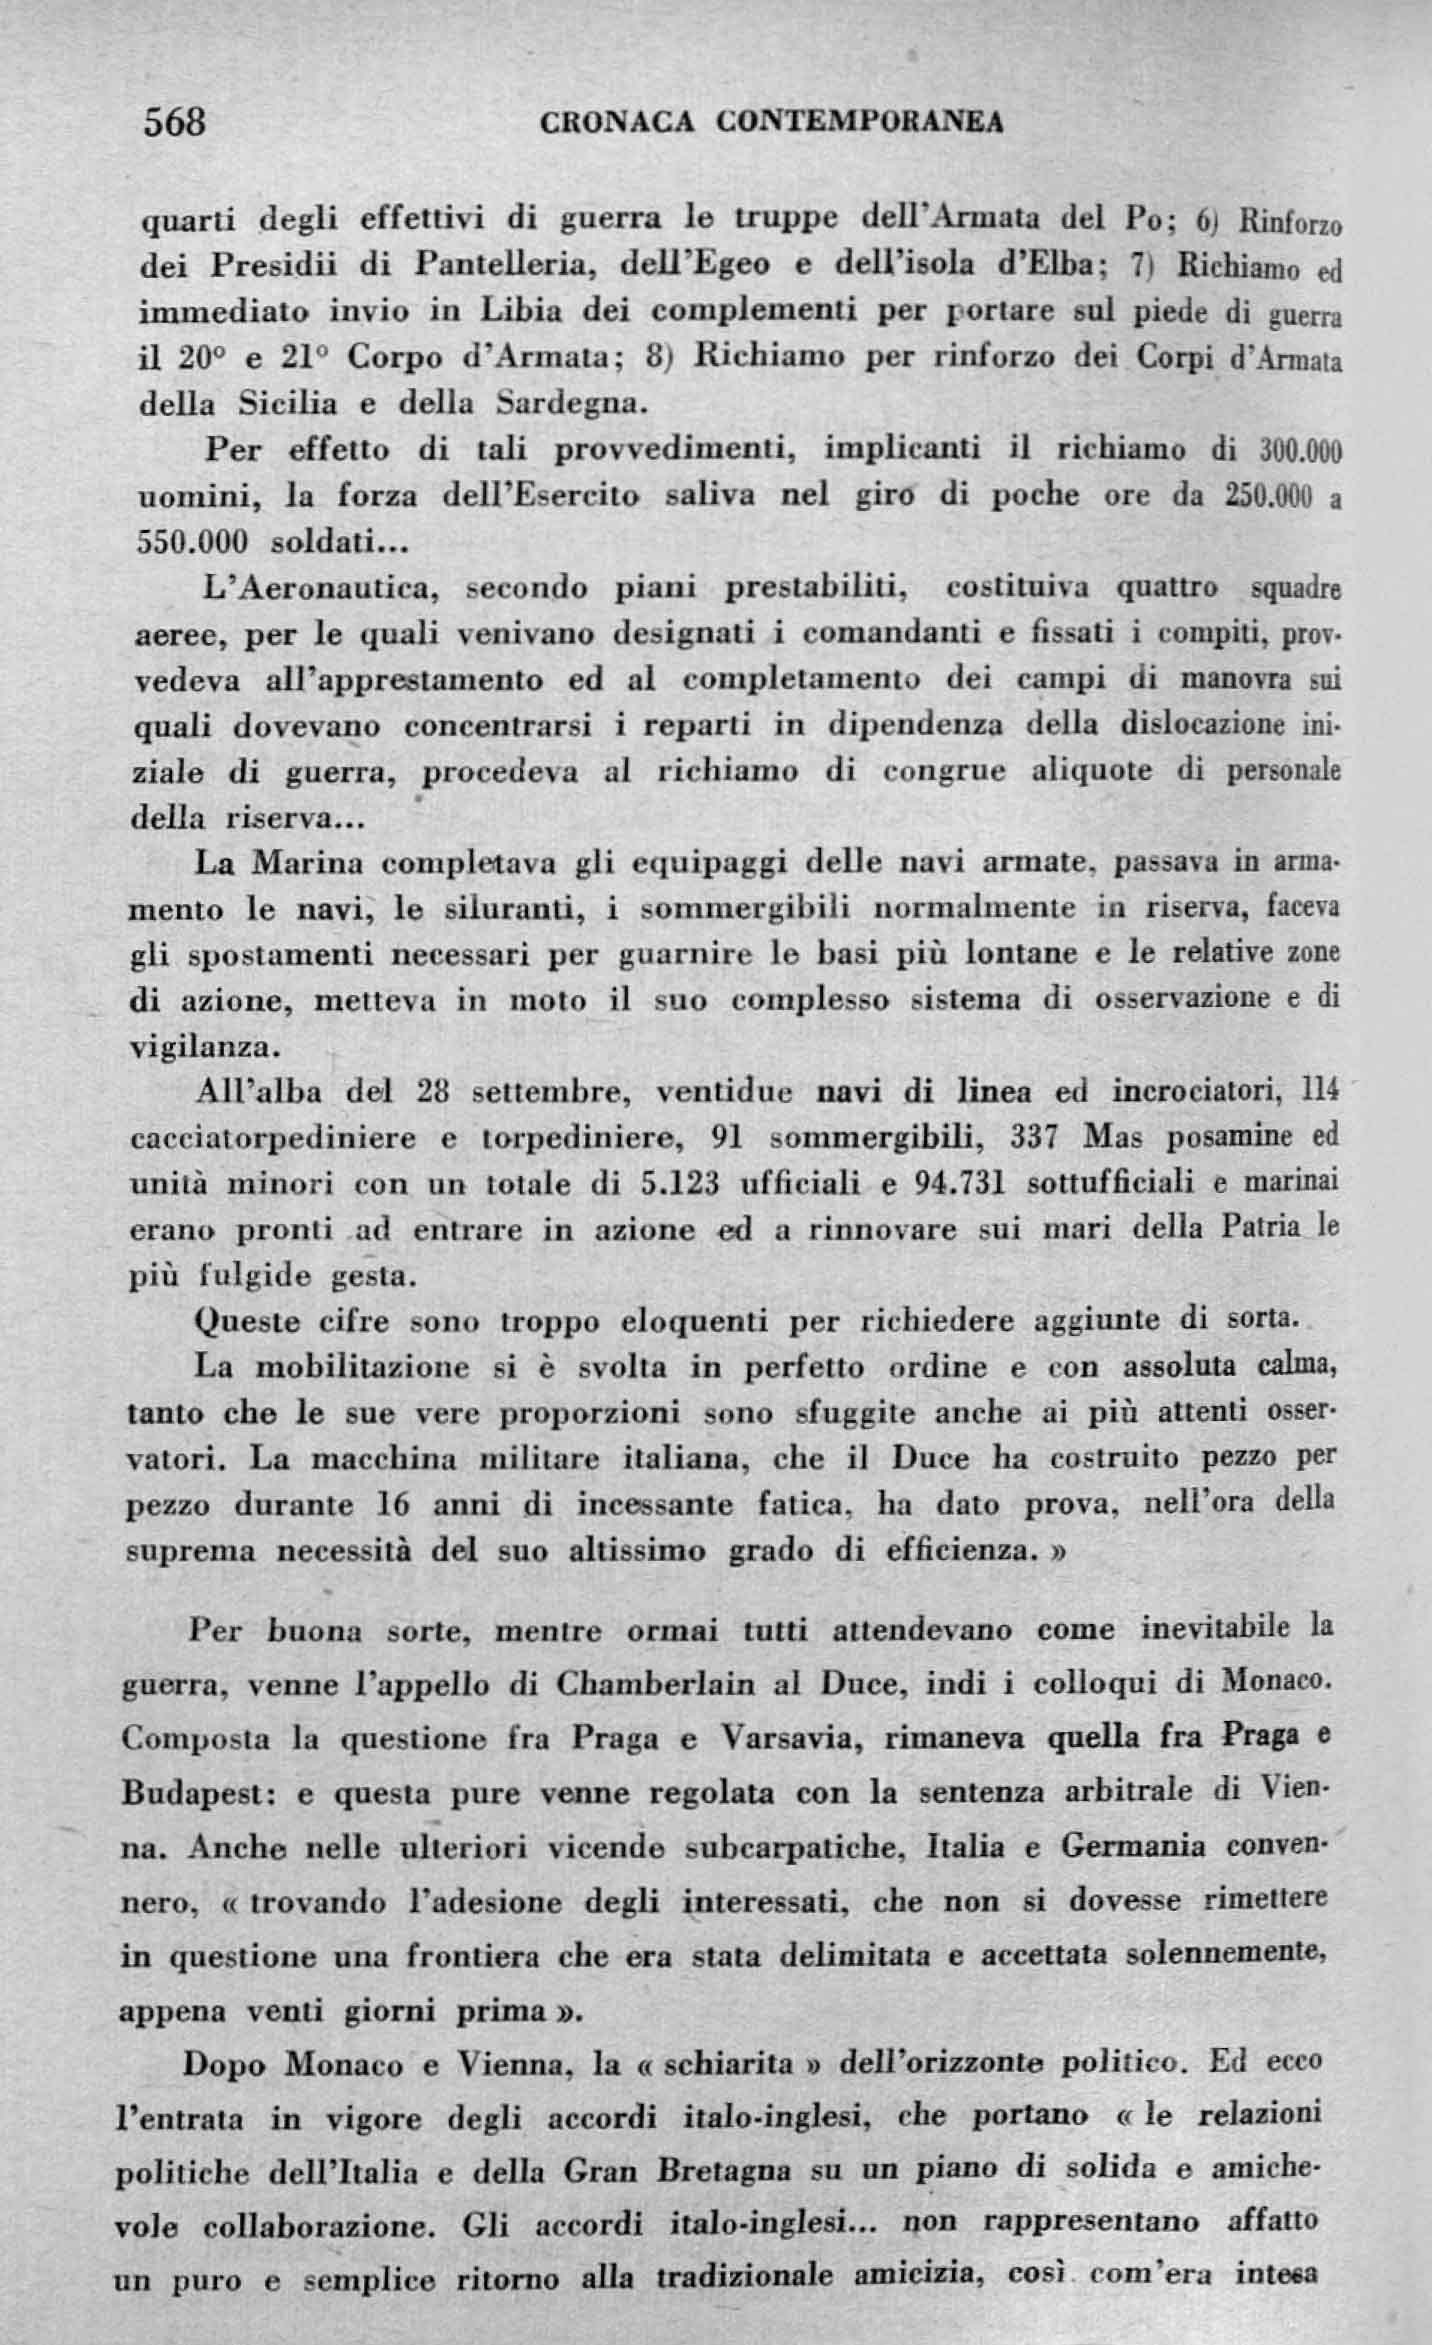 568 CRONACA CONTEMPORANEA
quarti degli effettivi di guerra le truppe dell'Armata del Po; 6) Rinforzo
dei Presidii di Pantelleria, dell'Egeo e dell'isola d'Elba; 7) Richiamo ed
immediato invio in Libia dei complementi per portare sul piede di guerra
il 20° e 21° Corpo d'Armata; 8) Richiamo per rinforzo dei Corpi d'Armata
della Sicilia e della Sardegna.
Per effetto di tali provvedimenti, implicanti il richiamo di 300.000
uomini, la forza dell'Esercito saliva nel giro di poche ore da 250.000 a
550.000 soldati...
L'Aeronautica, secondo piani prestabiliti, costituiva quattro squadre
aeree, per le quali venivano designati i comandanti e fissati i compiti, prov-
vedeva all'apprestamento ed al completamento dei campi di manovra sui
quali dovevano concentrarsi i reparti in dipendenza della dislocazione ini-
ziale di guerra, procedeva al richiamo di congrue aliquote di personale
della riserva...
La Marina completava gli equipaggi delle navi armate, passava in arma-
mento le navi, le siluranti, i sommergibili normalmente in riserva, faceva
gli spostamenti necessari per guarnire le basi più lontane e le relative zone
di azione, metteva in moto il suo complesso sistema di osservazione e di
vigilanza.
All'alba del 28 settembre, ventidue navi di linea ed incrociatori, 114
cacciatorpediniere e torpediniere, 91 sommergibili, 337 Mas posamine ed
unità minori con un totale di 5.123 ufficiali e 94.731 sottufficiali e marinai
erano pronti ad entrare in azione ed a rinnovare sui mari della Patria le
più fulgide gesta.
Queste cifre sono troppo eloquenti per richiedere aggiunte di sorta.
La mobilitazione si è svolta in perfetto ordine e con assoluta calma,
tanto che le sue vere proporzioni sono sfuggite anche ai più attenti osser-
vatori. La macchina militare italiana, che il Duce ha costruito pezzo per
pezzo durante 16 anni di incessante fatica, ha dato prova, nell'ora della
suprema necessità del suo altissimo grado di efficienza. »
Per buona sorte, mentre ormai tutti attendevano come inevitabile la
guerra, venne l'appello di Chamberlain al Duce, indi i colloqui di Monaco.
Composta la questione fra Praga e Varsavia, rimaneva quella fra Praga e
Budapest: e questa pure venne regolata con la sentenza arbitrale di Vien-
na. Anche nelle ulteriori vicende subcarpatiche, Italia e Germania conven-
nero, « trovando l'adesione degli interessati, che non si dovesse rimettere
in questione una frontiera che era stata delimitata e accettata solennemente,
appena venti giorni prima ».
Dopo Monaco e Vienna, la « schiarita » dell'orizzonte politico. Ed ecco
l'entrata in vigore degli accordi italo-inglesi, che portano « le relazioni
politiche dell'Italia e della Gran Bretagna su un piano di solida e amiche-
vole collaborazione. Gli accordi italo-inglesi... non rappresentano affatto
un puro e semplice ritorno alla tradizionale amicizia, così com'era intesa